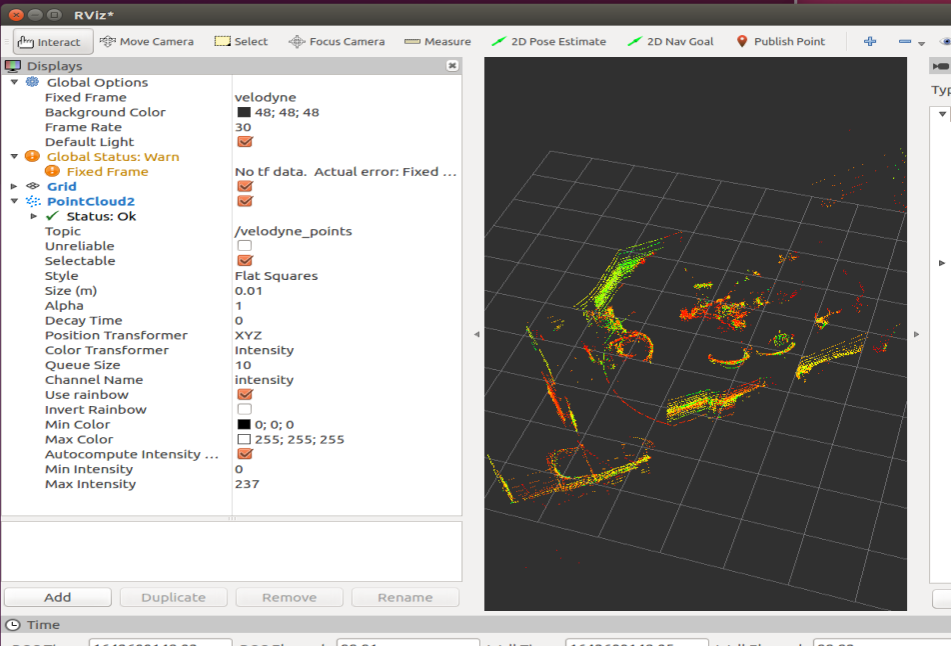 RViz*
Interact Move Camera Select Focus Camera Measure 2D Pose Estimate 2D Nav Goal Publish Point
Displays
Global Options
Fixed Frame velodyne
Background Color 48; 48; 48
Frame Rate 30
Default Light
Global Status: Warn
Fixed Frame No tf data. Actual error: Fixed ...
Grid
PointCloud2
Status: Ok
Topic /velodyne_points
Unreliable
Selectable
Style Flat Squares
Size (m) 0.01
Alpha 1
Decay Time 0
Position Transformer XYZ
Color Transformer Intensity
Queue Size 10
Channel Name intensity
Use rainbow
Invert Rainbow
Min Color 0; 0; 0
Max Color 255; 255; 255
Autocompute Intensity ...
Min Intensity 0
Max Intensity 237
Add Duplicate Remove Rename
Time